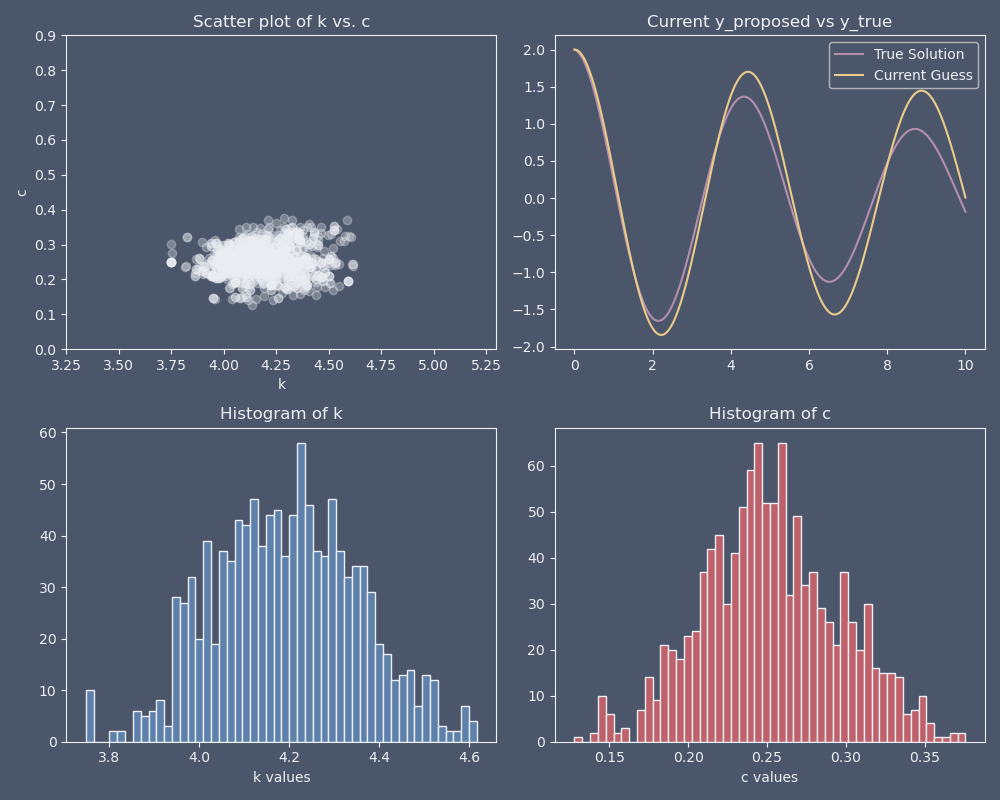 Scatter plot of k vs. c
0.9
0.8
0.7
0.6
0.5
0.4
0.3
0.2
0.1
0.0
c
3.25 3.50 3.75 4.00 4.25 4.50 4.75 5.00 5.25
k
Current y_proposed vs y_true
True Solution
Current Guess
2.0
1.5
1.0
0.5
0.0
−0.5
−1.0
−1.5
−2.0
0 2 4 6 8 10
Histogram of k
60
50
40
30
20
10
0
3.8 4.0 4.2 4.4 4.6
k values
Histogram of c
60
50
40
30
20
10
0
0.15 0.20 0.25 0.30 0.35
c values